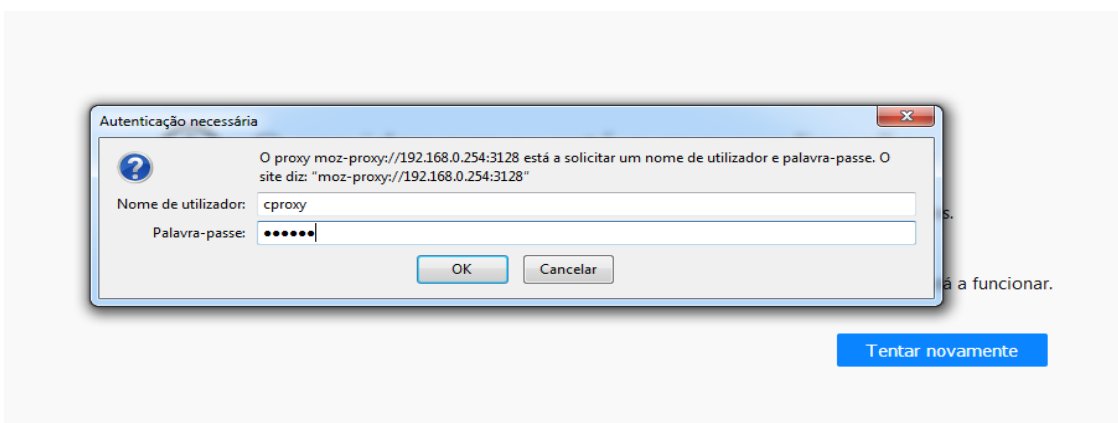 Autenticação necessária
O proxy moz-proxy://192.168.0.254:3128 está a solicitar um nome de utilizador e palavra-passe. O
site diz: "moz-proxy://192.168.0.254:3128"
Nome de utilizador: cproxy
Palavra-passe: ●●●●●●
OK Cancelar
s.
á a funcionar.
Tentar novamente